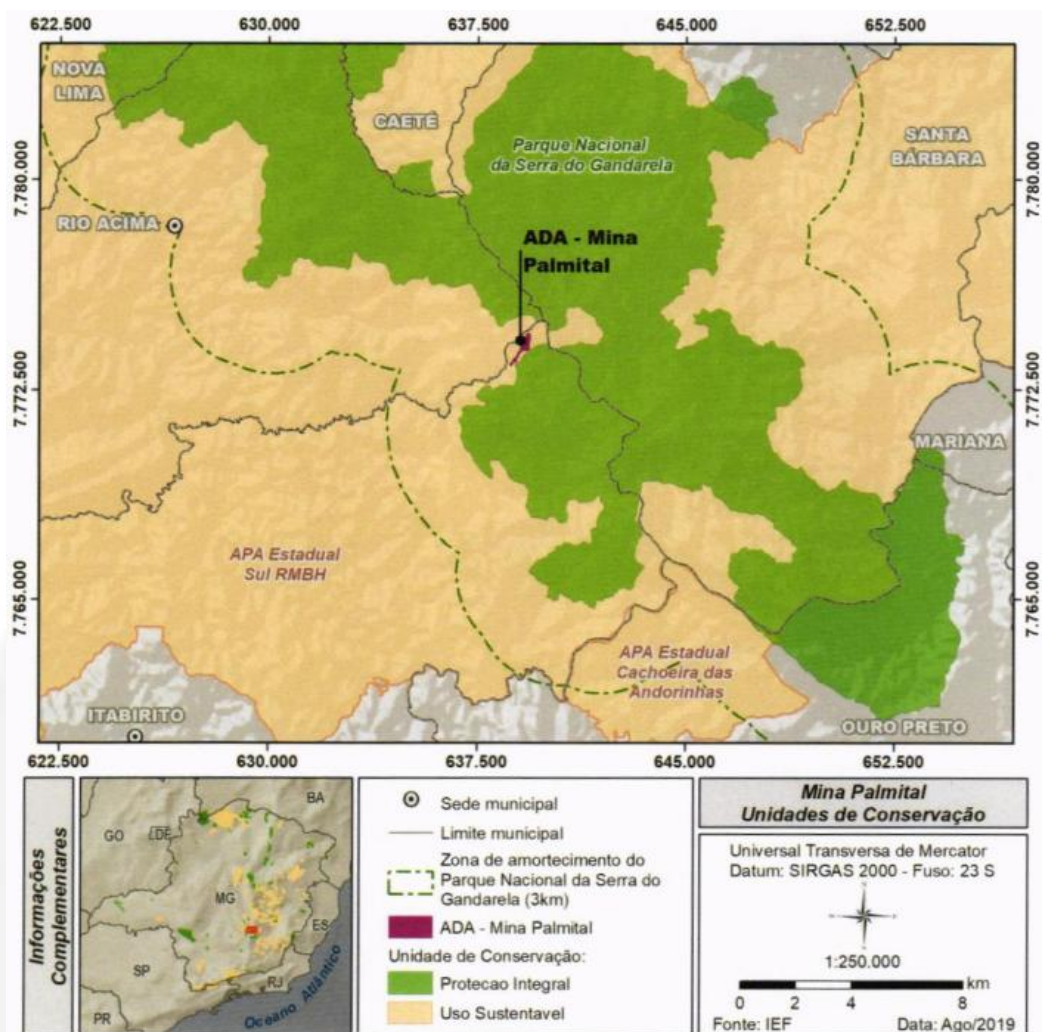 622.500 630.000 637.500 645.000 652.500
NOVA
LIMA
CAETÉ
Parque Nacional
da Serra do Gandarela
SANTA
BÁRBARA
7.780.000
7.780.000
RIO ACIMA
ADA - Mina
Palmital
7.772.500
7.772.500
MARIANA
APA Estadual
Sul RMBH
7.765.000
7.765.000
APA Estadual
Cachoeira das
Andorinhas
ITABIRITO
OURO PRETO
622.500 630.000 637.500 645.000 652.500
Informações
Complementares
BA
GO
MG
ES
SP
RJ
PR
Oceano Atlântico
Sede municipal
Limite municipal
Zona de amortecimento do
Parque Nacional da Serra do
Gandarela (3km)
ADA - Mina Palmital
Unidade de Conservação:
Protecao Integral
Uso Sustentavel
Mina Palmital
Unidades de Conservação
Universal Transversa de Mercator
Datum: SIRGAS 2000 - Fuso: 23 S
1:250.000
km
0 2 4 8
Fonte: IEF Data: Ago/2019